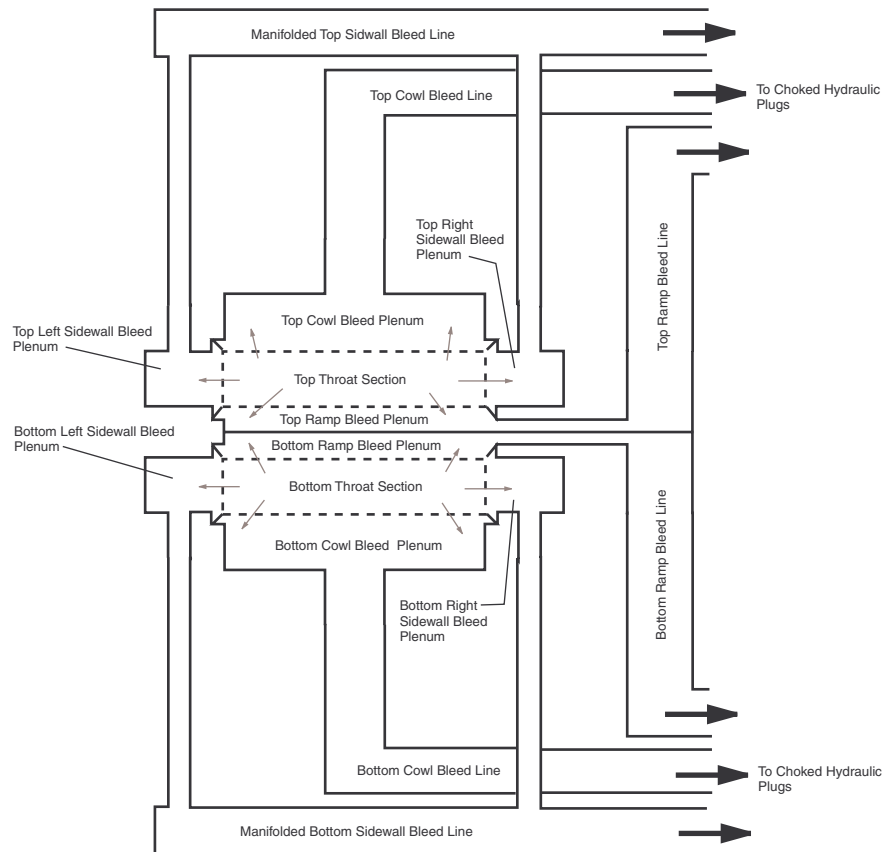 Manifolded Top Sidwall Bleed Line
Top Cowl Bleed Line
To Choked Hydraulic
Plugs
Top Right
Sidewall Bleed
Plenum
Top Ramp Bleed Line
Top Cowl Bleed Plenum
Top Left Sidewall Bleed
Plenum
Top Throat Section
Top Ramp Bleed Plenum
Bottom Left Sidewall Bleed
Plenum
Bottom Ramp Bleed Plenum
Bottom Throat Section
Bottom Cowl Bleed Plenum
Bottom Ramp Bleed Line
Bottom Right
Sidewall Bleed
Plenum
Bottom Cowl Bleed Line
To Choked Hydraulic
Plugs
Manifolded Bottom Sidewall Bleed Line